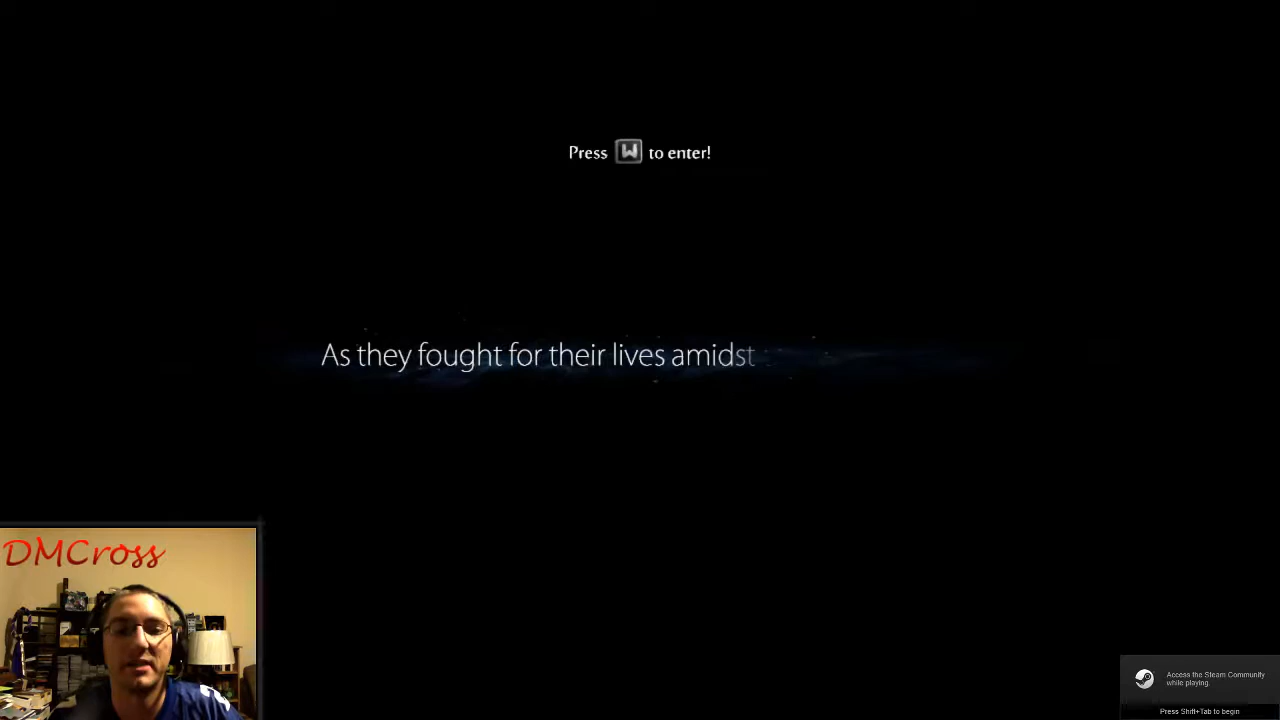 Press W to enter!
As they fought for their lives amidst
DMCross
Access the Steam Community
while playing
Press Shift+Tab to begin